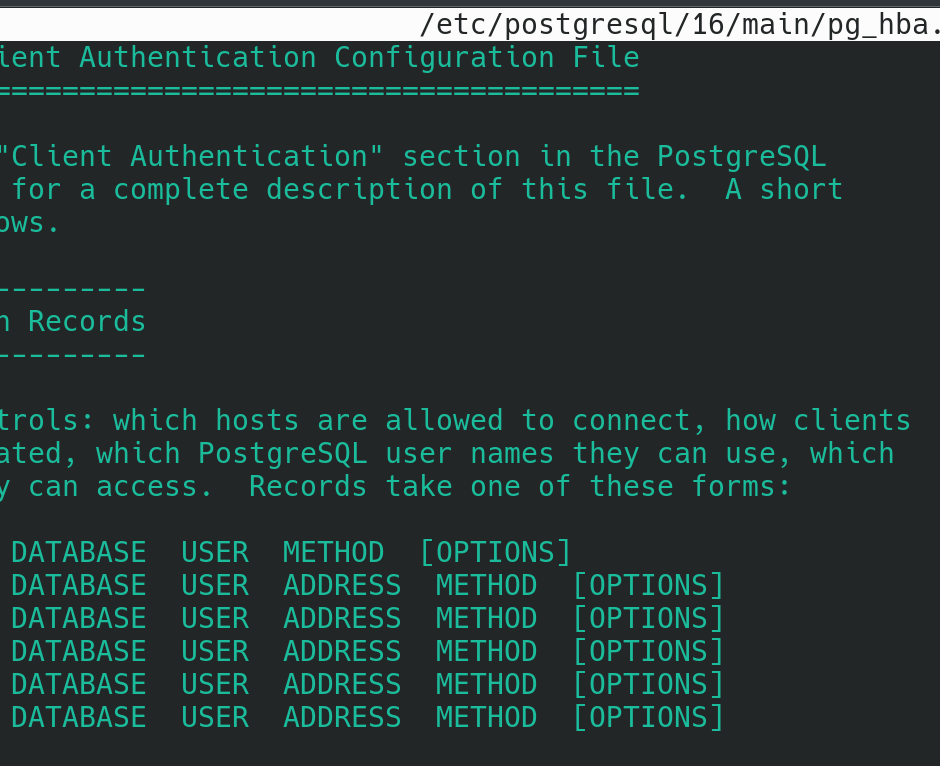 /etc/postgresql/16/main/pg_hba.
ient Authentication Configuration File
======================================
"Client Authentication" section in the PostgreSQL
for a complete description of this file.  A short
ows.
---------
n Records
---------
trols: which hosts are allowed to connect, how clients
ated, which PostgreSQL user names they can use, which
y can access.  Records take one of these forms:
DATABASE  USER  METHOD  [OPTIONS]
DATABASE  USER  ADDRESS  METHOD  [OPTIONS]
DATABASE  USER  ADDRESS  METHOD  [OPTIONS]
DATABASE  USER  ADDRESS  METHOD  [OPTIONS]
DATABASE  USER  ADDRESS  METHOD  [OPTIONS]
DATABASE  USER  ADDRESS  METHOD  [OPTIONS]